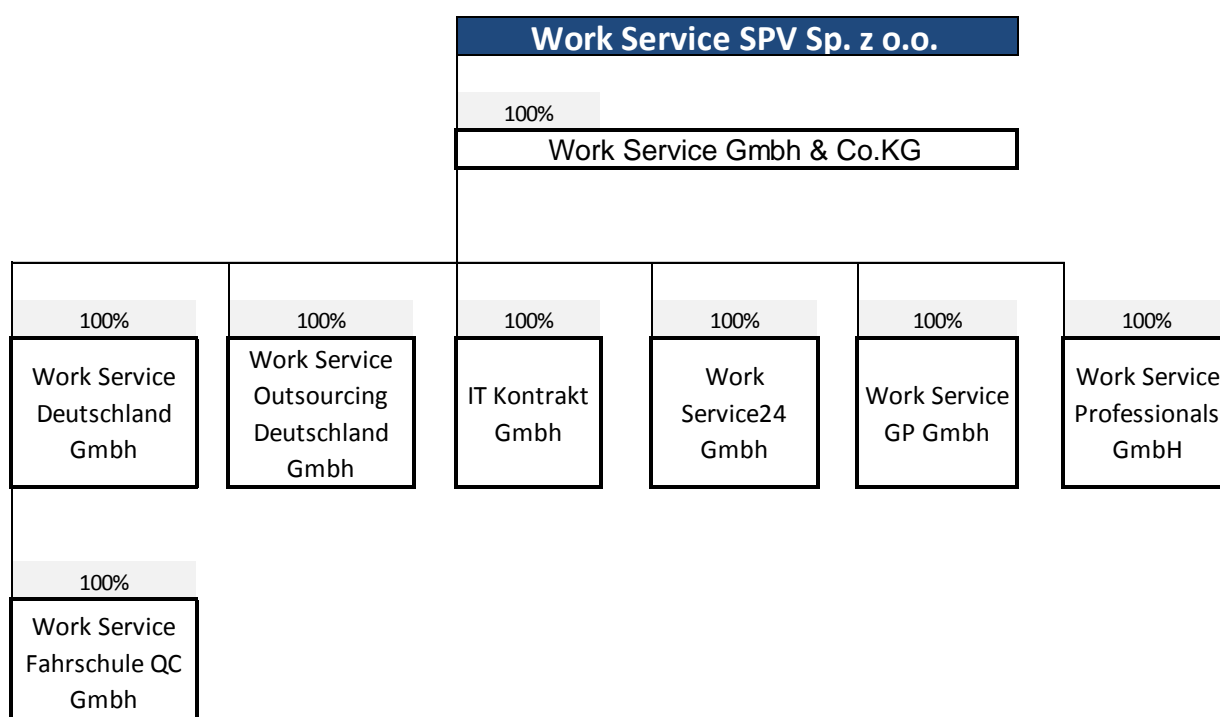 Work Service SPV Sp. z o.o.
100%
Work Service Gmbh & Co.KG
100%
100%
100%
100%
100%
100%
Work Service
Deutschland
Gmbh
Work Service
Outsourcing
Deutschland
Gmbh
IT Kontrakt
Gmbh
Work
Service24
Gmbh
Work Service
GP Gmbh
Work Service
Professionals
GmbH
100%
Work Service
Fahrschule QC
Gmbh